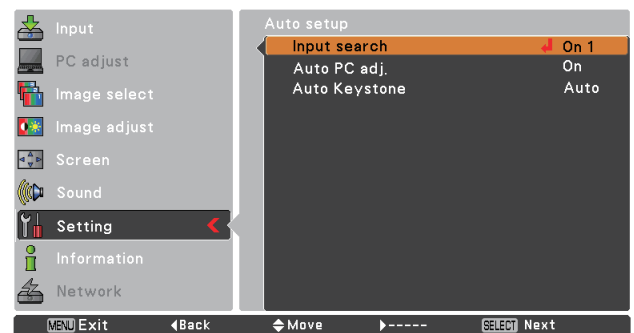 Input
PC adjust
Image select
Image adjust
Screen
Sound
Setting
Information
Network
Auto setup
Input search On 1
Auto PC adj. On
Auto Keystone Auto
MENU Exit Back Move ----- SELECT Next